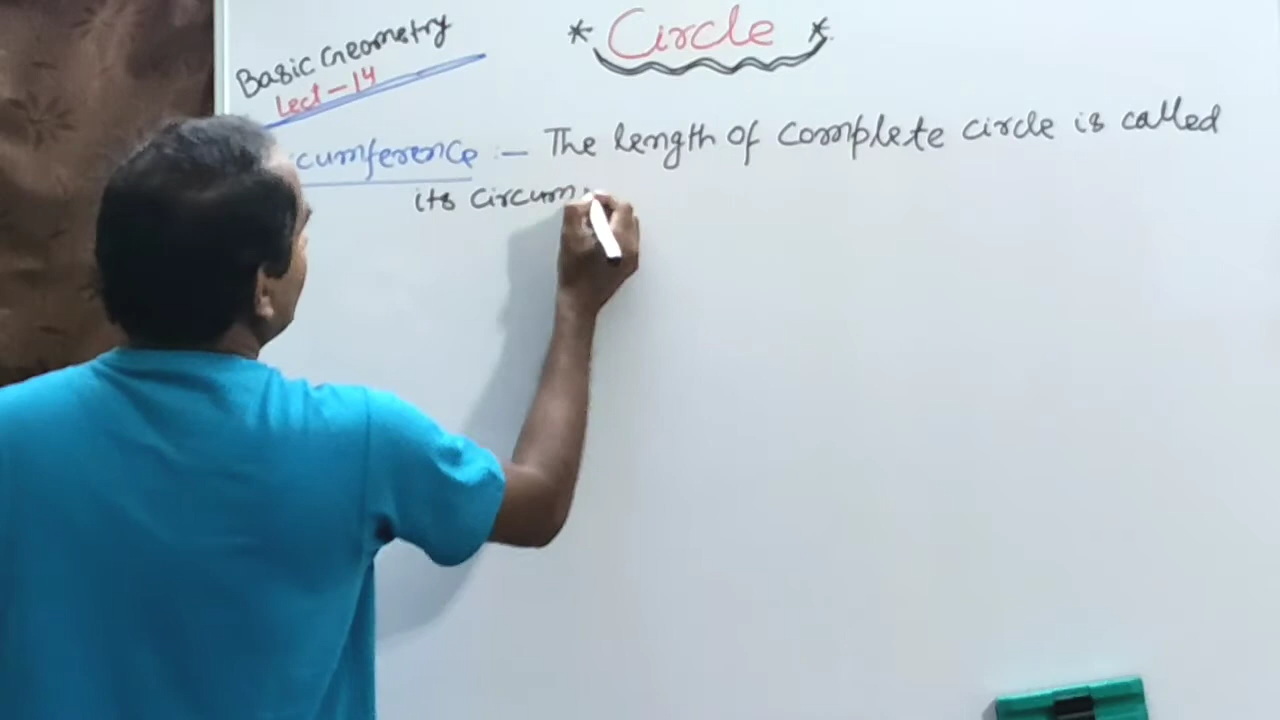 Basic Geometry
Lect-14
* Circle *
cumference :- The length of complete circle is called
its circum